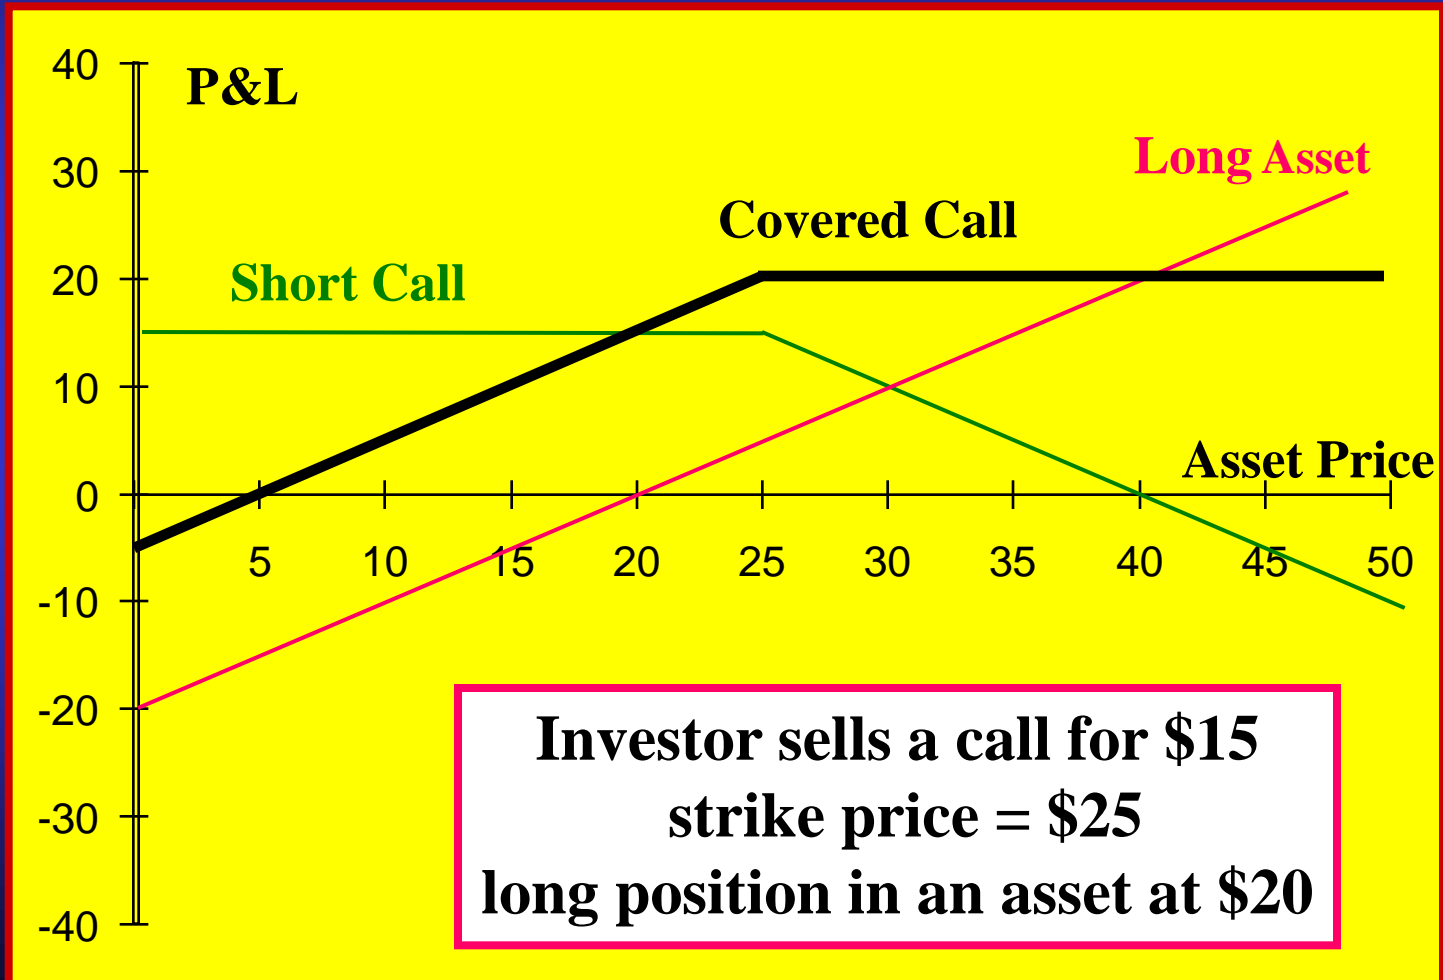 40
P&L
30
Long Asset
Covered Call
20
Short Call
10
Asset Price
0
5 10 15 20 25 30 35 40 45 50
-10
-20
Investor sells a call for $15
strike price = $25
-30
long position in an asset at $20
-40